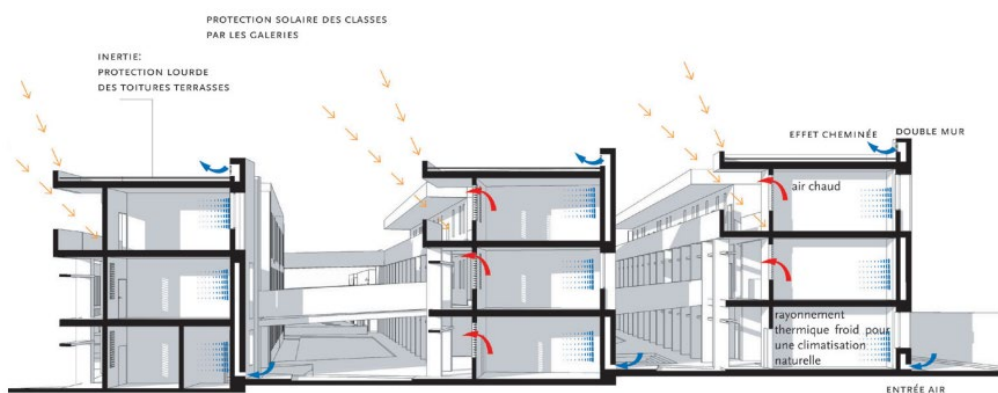 PROTECTION SOLAIRE DES CLASSES
PAR LES GALERIES
INERTIE:
PROTECTION LOURDE
DES TOITURES TERRASSES
EFFET CHEMINÉE
DOUBLE MUR
air chaud
rayonnement
thermique froid pour
une climatisation
naturelle
ENTRÉE AIR